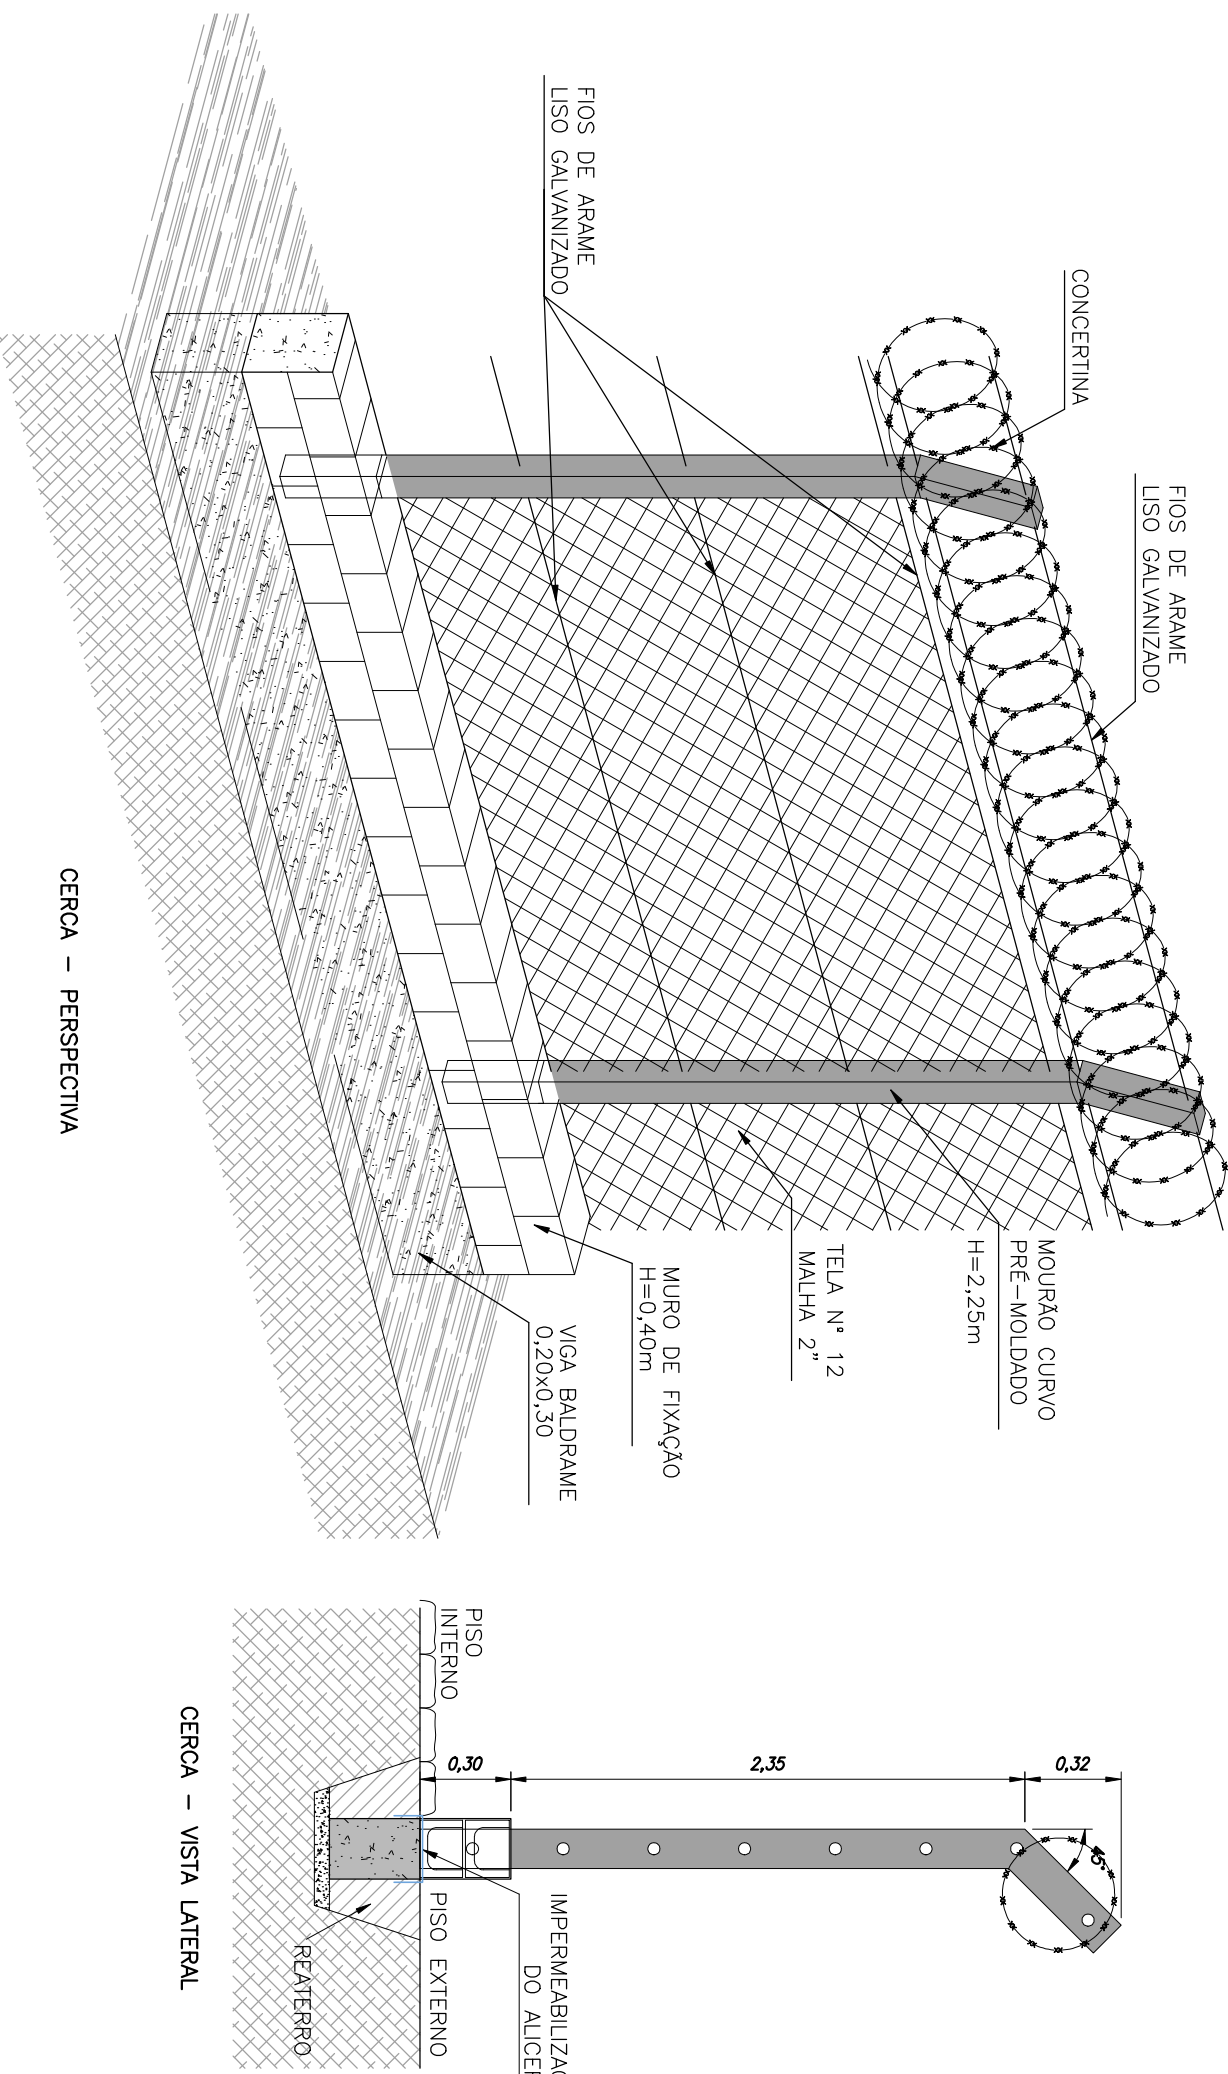 FIOS DE ARAME
LISO GALVANIZADO
CONCERTINA
FIOS DE ARAME
LISO GALVANIZADO
MOURÃO CURVO
PRÉ-MOLDADO
H=2,25m
TELA N° 12
MALHA 2"
MURO DE FIXAÇÃO
H=0,40m
VIGA BALDRAME
0,20x0,30
CERCA - PERSPECTIVA
0,32
2,35
0,30
45°
PISO
INTERNO
PISO EXTERNO
IMPERMEABILIZAÇ
DO ALICER
REATERRO
CERCA - VISTA LATERAL